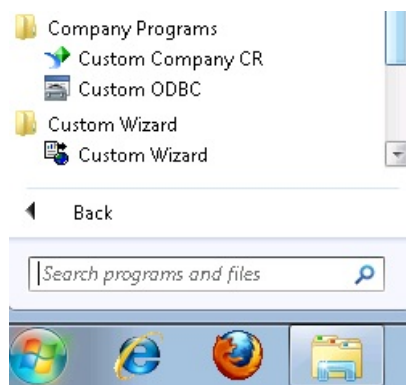 Company Programs
Custom Company CR
Custom ODBC
Custom Wizard
Custom Wizard
Back
Search programs and files